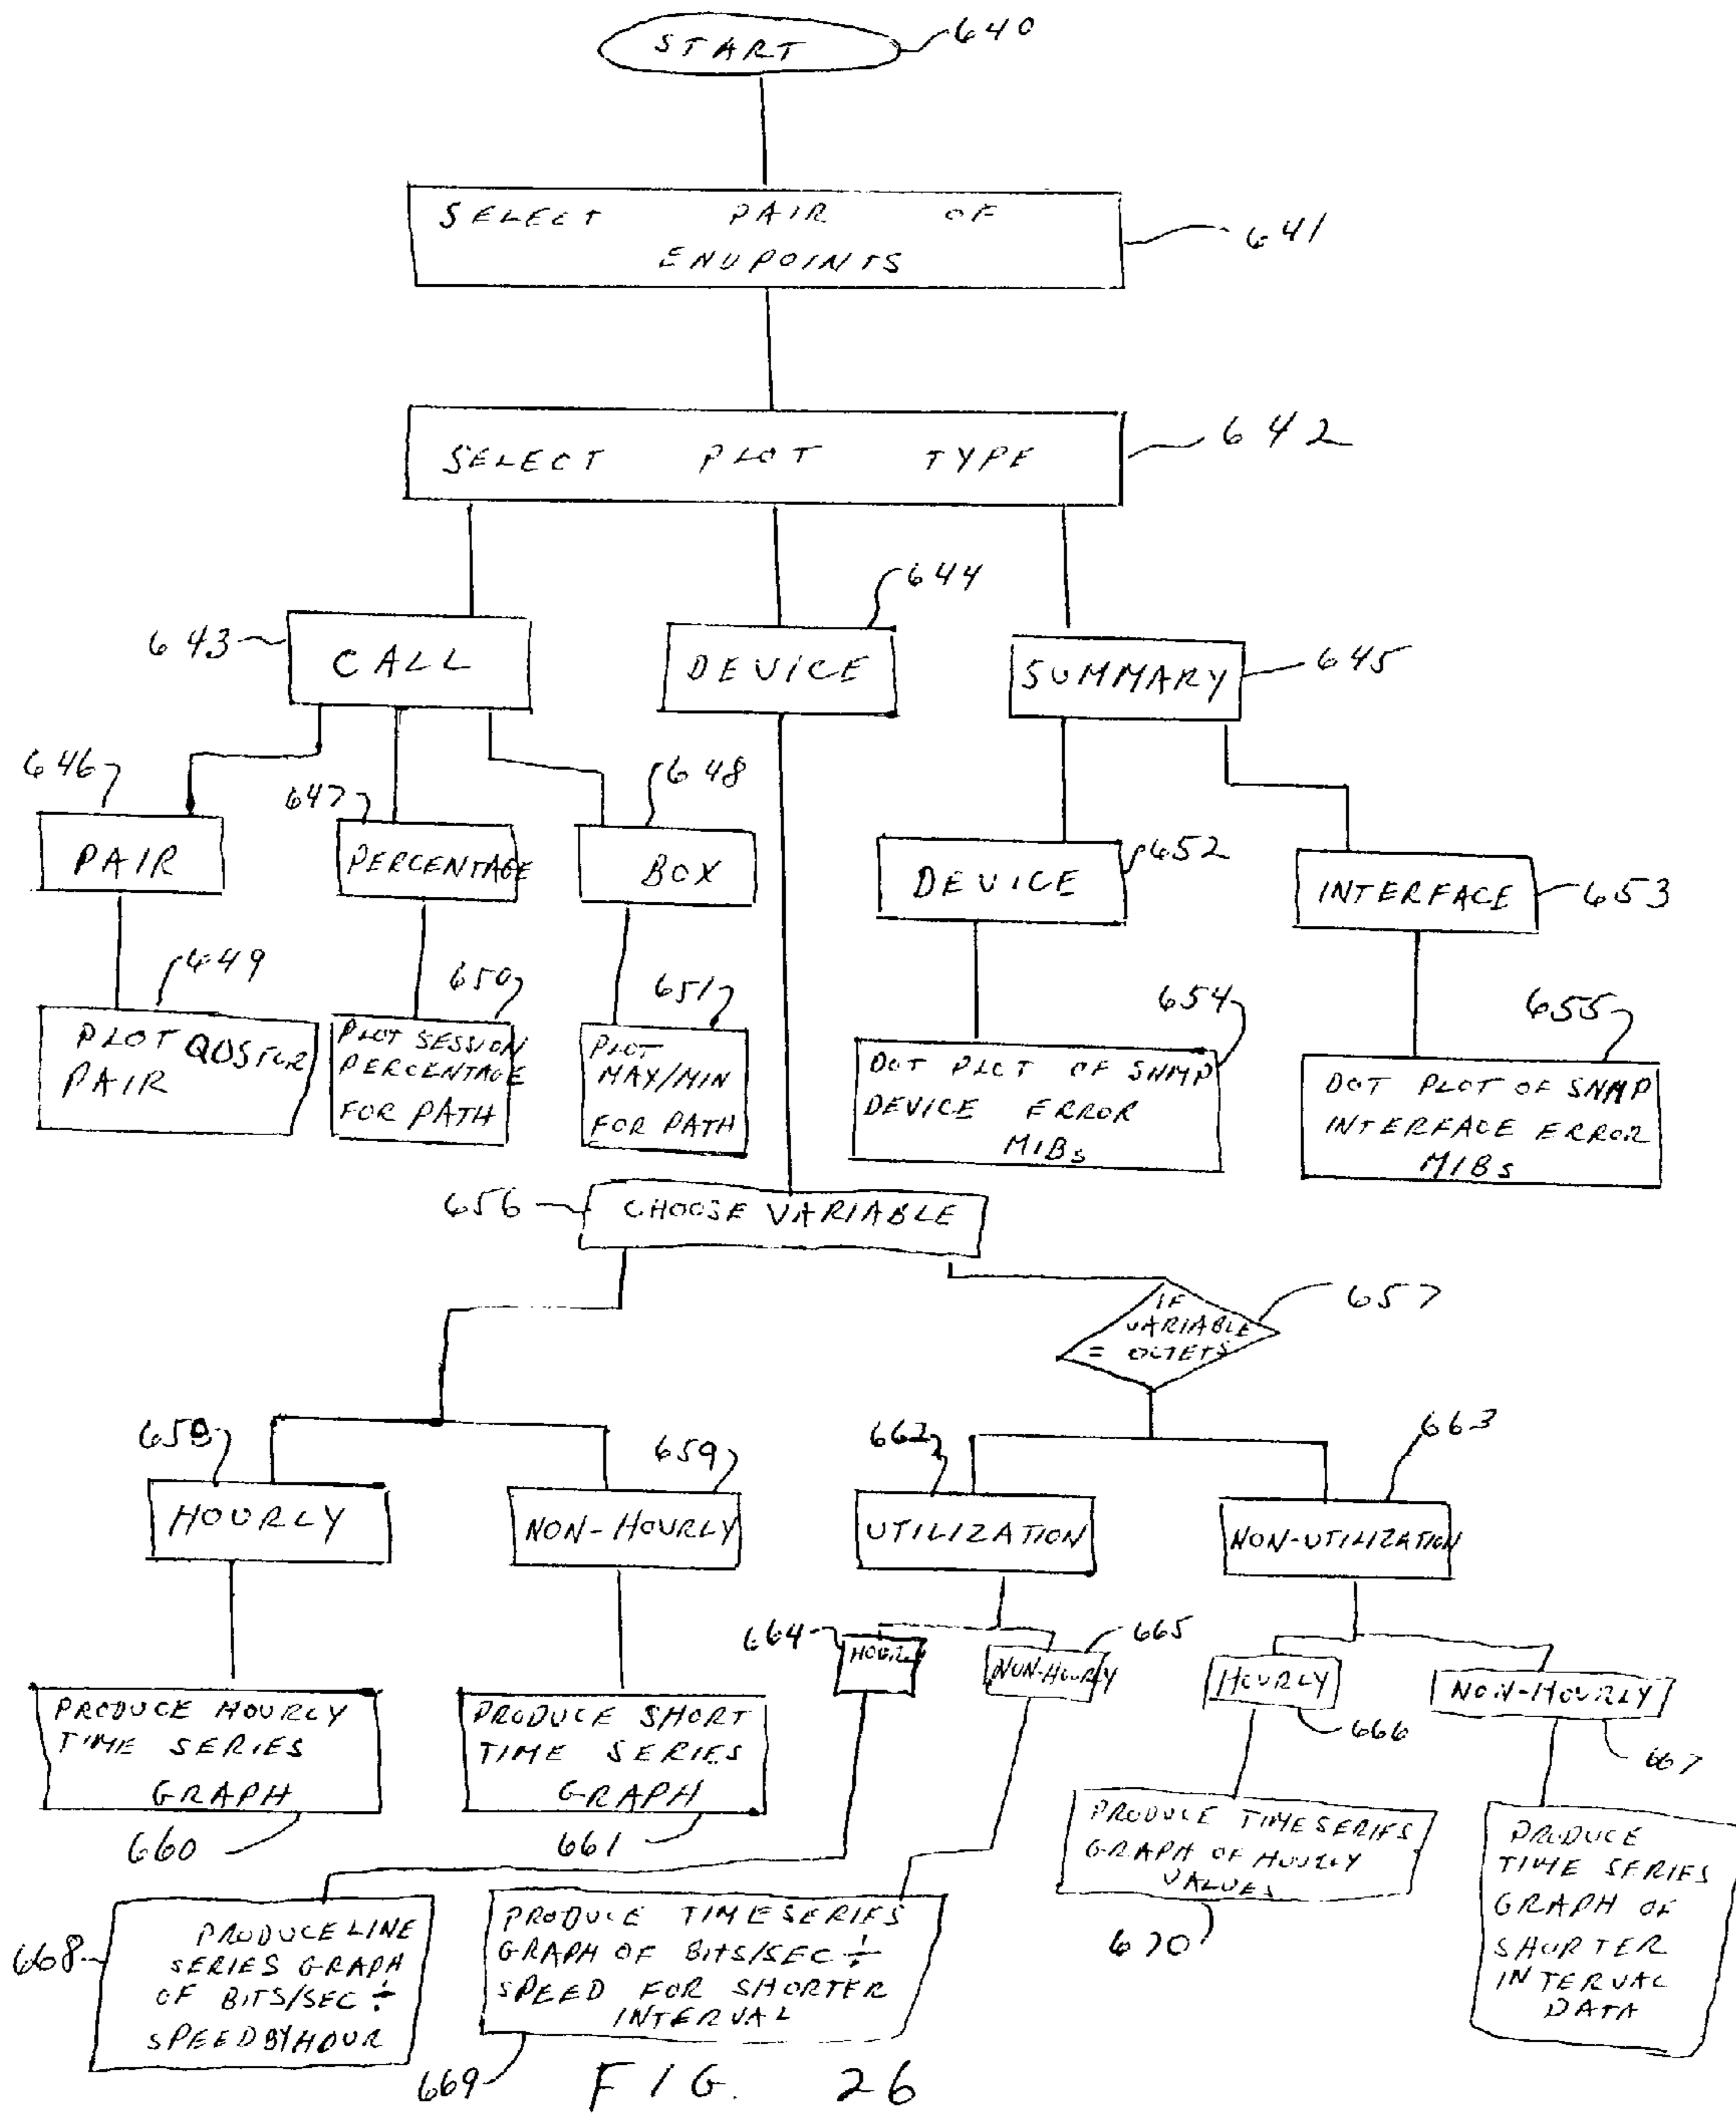 START
640
SELECT PAIR OF
ENDPOINTS
641
SELECT PLOT TYPE
642
643
CALL
644
DEVICE
645
SUMMARY
646
PAIR
647
PERCENTAGE
648
BOX
652
DEVICE
653
INTERFACE
649
PLOT QOS FOR
PAIR
650
PLOT SESSION
PERCENTAGE
FOR PATH
651
PLOT
MAX/MIN
FOR PATH
654
DOT PLOT OF SNMP
DEVICE ERROR
MIBs
655
DOT PLOT OF SNMP
INTERFACE ERROR
MIBs
656
CHOOSE VARIABLE
657
IF
VARIABLE
= OCTETS
658
HOURLY
659
NON-HOURLY
662
UTILIZATION
663
NON-UTILIZATION
664
665
NON-HOURLY
HOURLY
666
NON-HOURLY
667
PRODUCE HOURLY
TIME SERIES
GRAPH
660
PRODUCE SHORT
TIME SERIES
GRAPH
661
PRODUCE TIMESERIES
GRAPH OF HOURLY
VALUES
670
PRODUCE
TIME SERIES
GRAPH OF
SHORTER
INTERVAL
DATA
668
PRODUCE LINE
SERIES GRAPH
OF BITS/SEC ÷
SPEED BY HOUR
PRODUCE TIMESERIES
GRAPH OF BITS/SEC ÷
SPEED FOR SHORTER
INTERVAL
669
FIG. 26